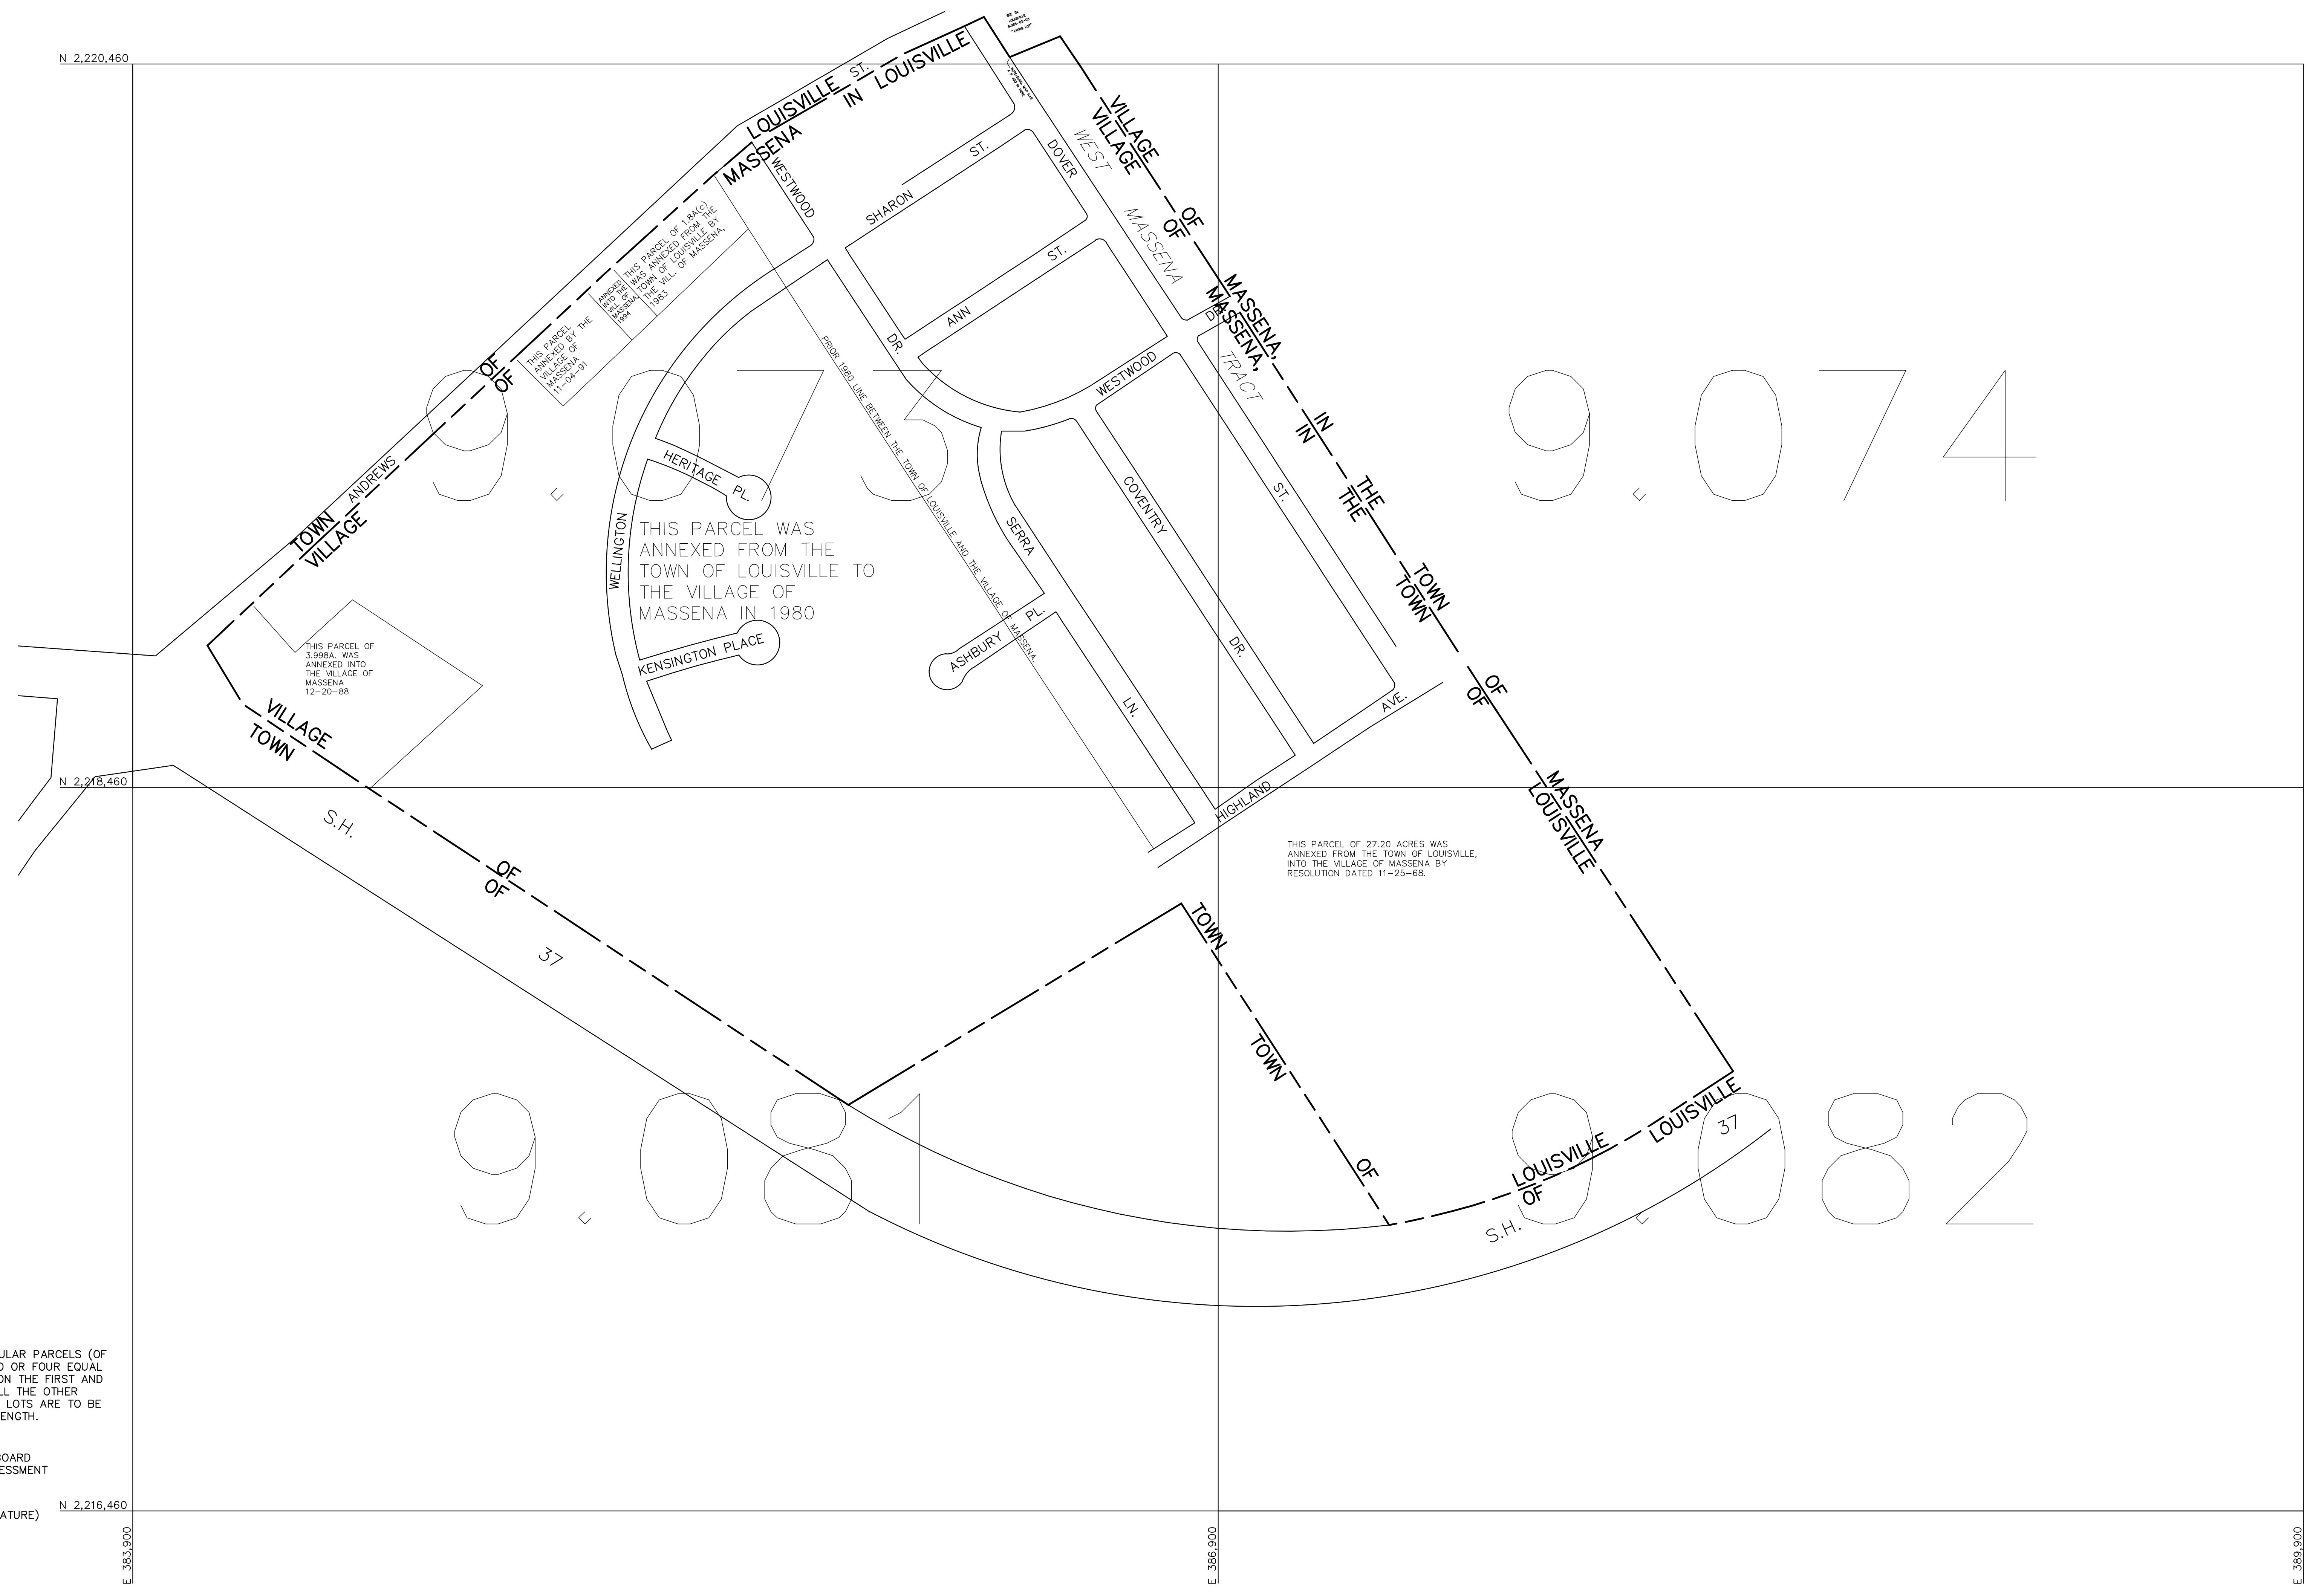 N 2,220,460
LOUISVILLE ST.
IN LOUISVILLE
MASSENA
WESTWOOD
SHARON
ST.
DOVER
WEST
MASSENA
TRACT
VILLAGE
VILLAGE
OF
OF
MASSENA,
MASSENA,
IN
IN
THE
THE
TOWN
TOWN
OF
OF
MASSENA
LOUISVILLE
DR.
ANN
ST.
WESTWOOD
ST.
COVENTRY
DR.
SERRA
LN.
THIS PARCEL OF 1.8A(c)
WAS ANNEXED FROM THE
TOWN OF LOUISVILLE BY
THE VILL. OF MASSENA,
1983
ANNEXED
INTO THE
VILL. OF
MASSENA,
1994
THIS PARCEL
ANNEXED BY THE
VILLAGE OF
MASSENA
11-04-91
OF
OF
ANDREWS
TOWN
VILLAGE
9.073
9.074
PRIOR 1980 LINE BETWEEN THE TOWN OF LOUISVILLE AND THE VILLAGE OF MASSENA.
HERITAGE PL.
WELLINGTON
THIS PARCEL WAS
ANNEXED FROM THE
TOWN OF LOUISVILLE TO
THE VILLAGE OF
MASSENA IN 1980
KENSINGTON PLACE
ASHBURY PL.
THIS PARCEL OF
3.998A. WAS
ANNEXED INTO
THE VILLAGE OF
MASSENA
12-20-88
VILLAGE
TOWN
HIGHLAND
AVE.
N 2,218,460
S.H.
37
OF
OF
THIS PARCEL OF 27.20 ACRES WAS
ANNEXED FROM THE TOWN OF LOUISVILLE,
INTO THE VILLAGE OF MASSENA BY
RESOLUTION DATED 11-25-68.
TOWN
TOWN
OF
OF
LOUISVILLE
LOUISVILLE
S.H.
37
9.081
9.082
ULAR PARCELS (OF
O OR FOUR EQUAL
ON THE FIRST AND
LL THE OTHER
LOTS ARE TO BE
ENGTH.
BOARD
ESSMENT
ATURE)
N 2,216,460
E 383,900
E 386,900
E 389,900